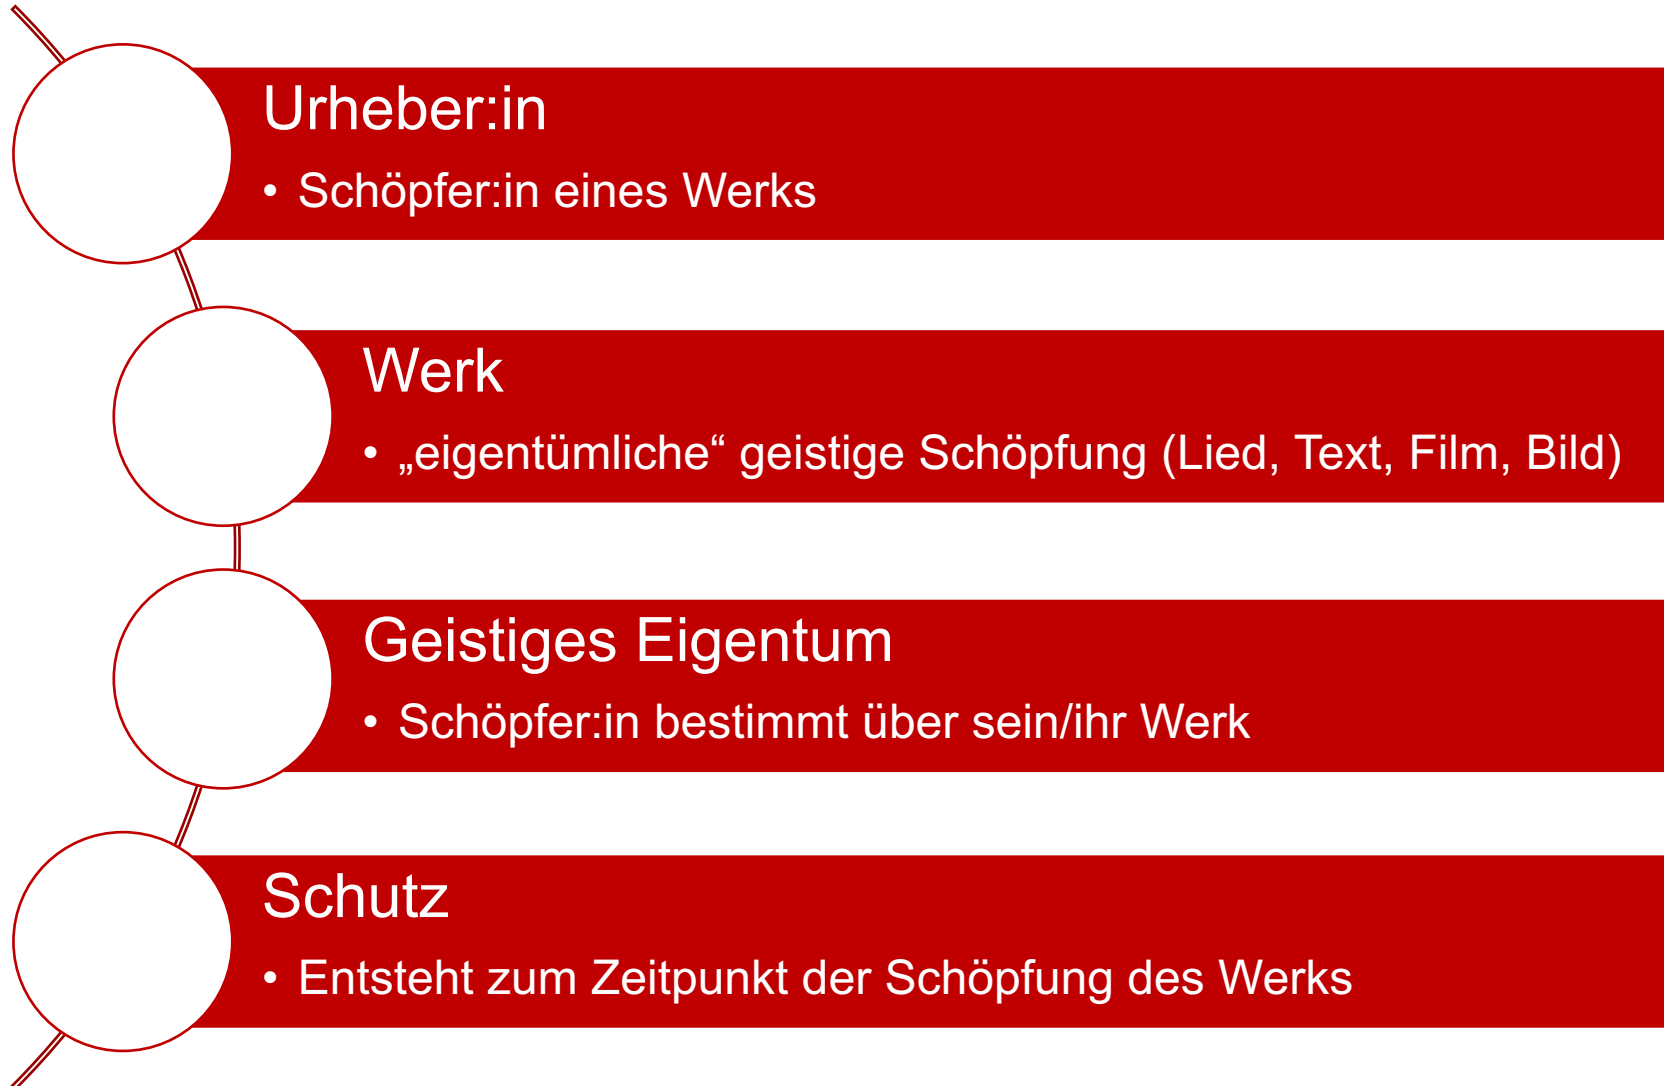 Urheber:in
• Schöpfer:in eines Werks
Werk
• „eigentümliche“ geistige Schöpfung (Lied, Text, Film, Bild)
Geistiges Eigentum
• Schöpfer:in bestimmt über sein/ihr Werk
Schutz
• Entsteht zum Zeitpunkt der Schöpfung des Werks